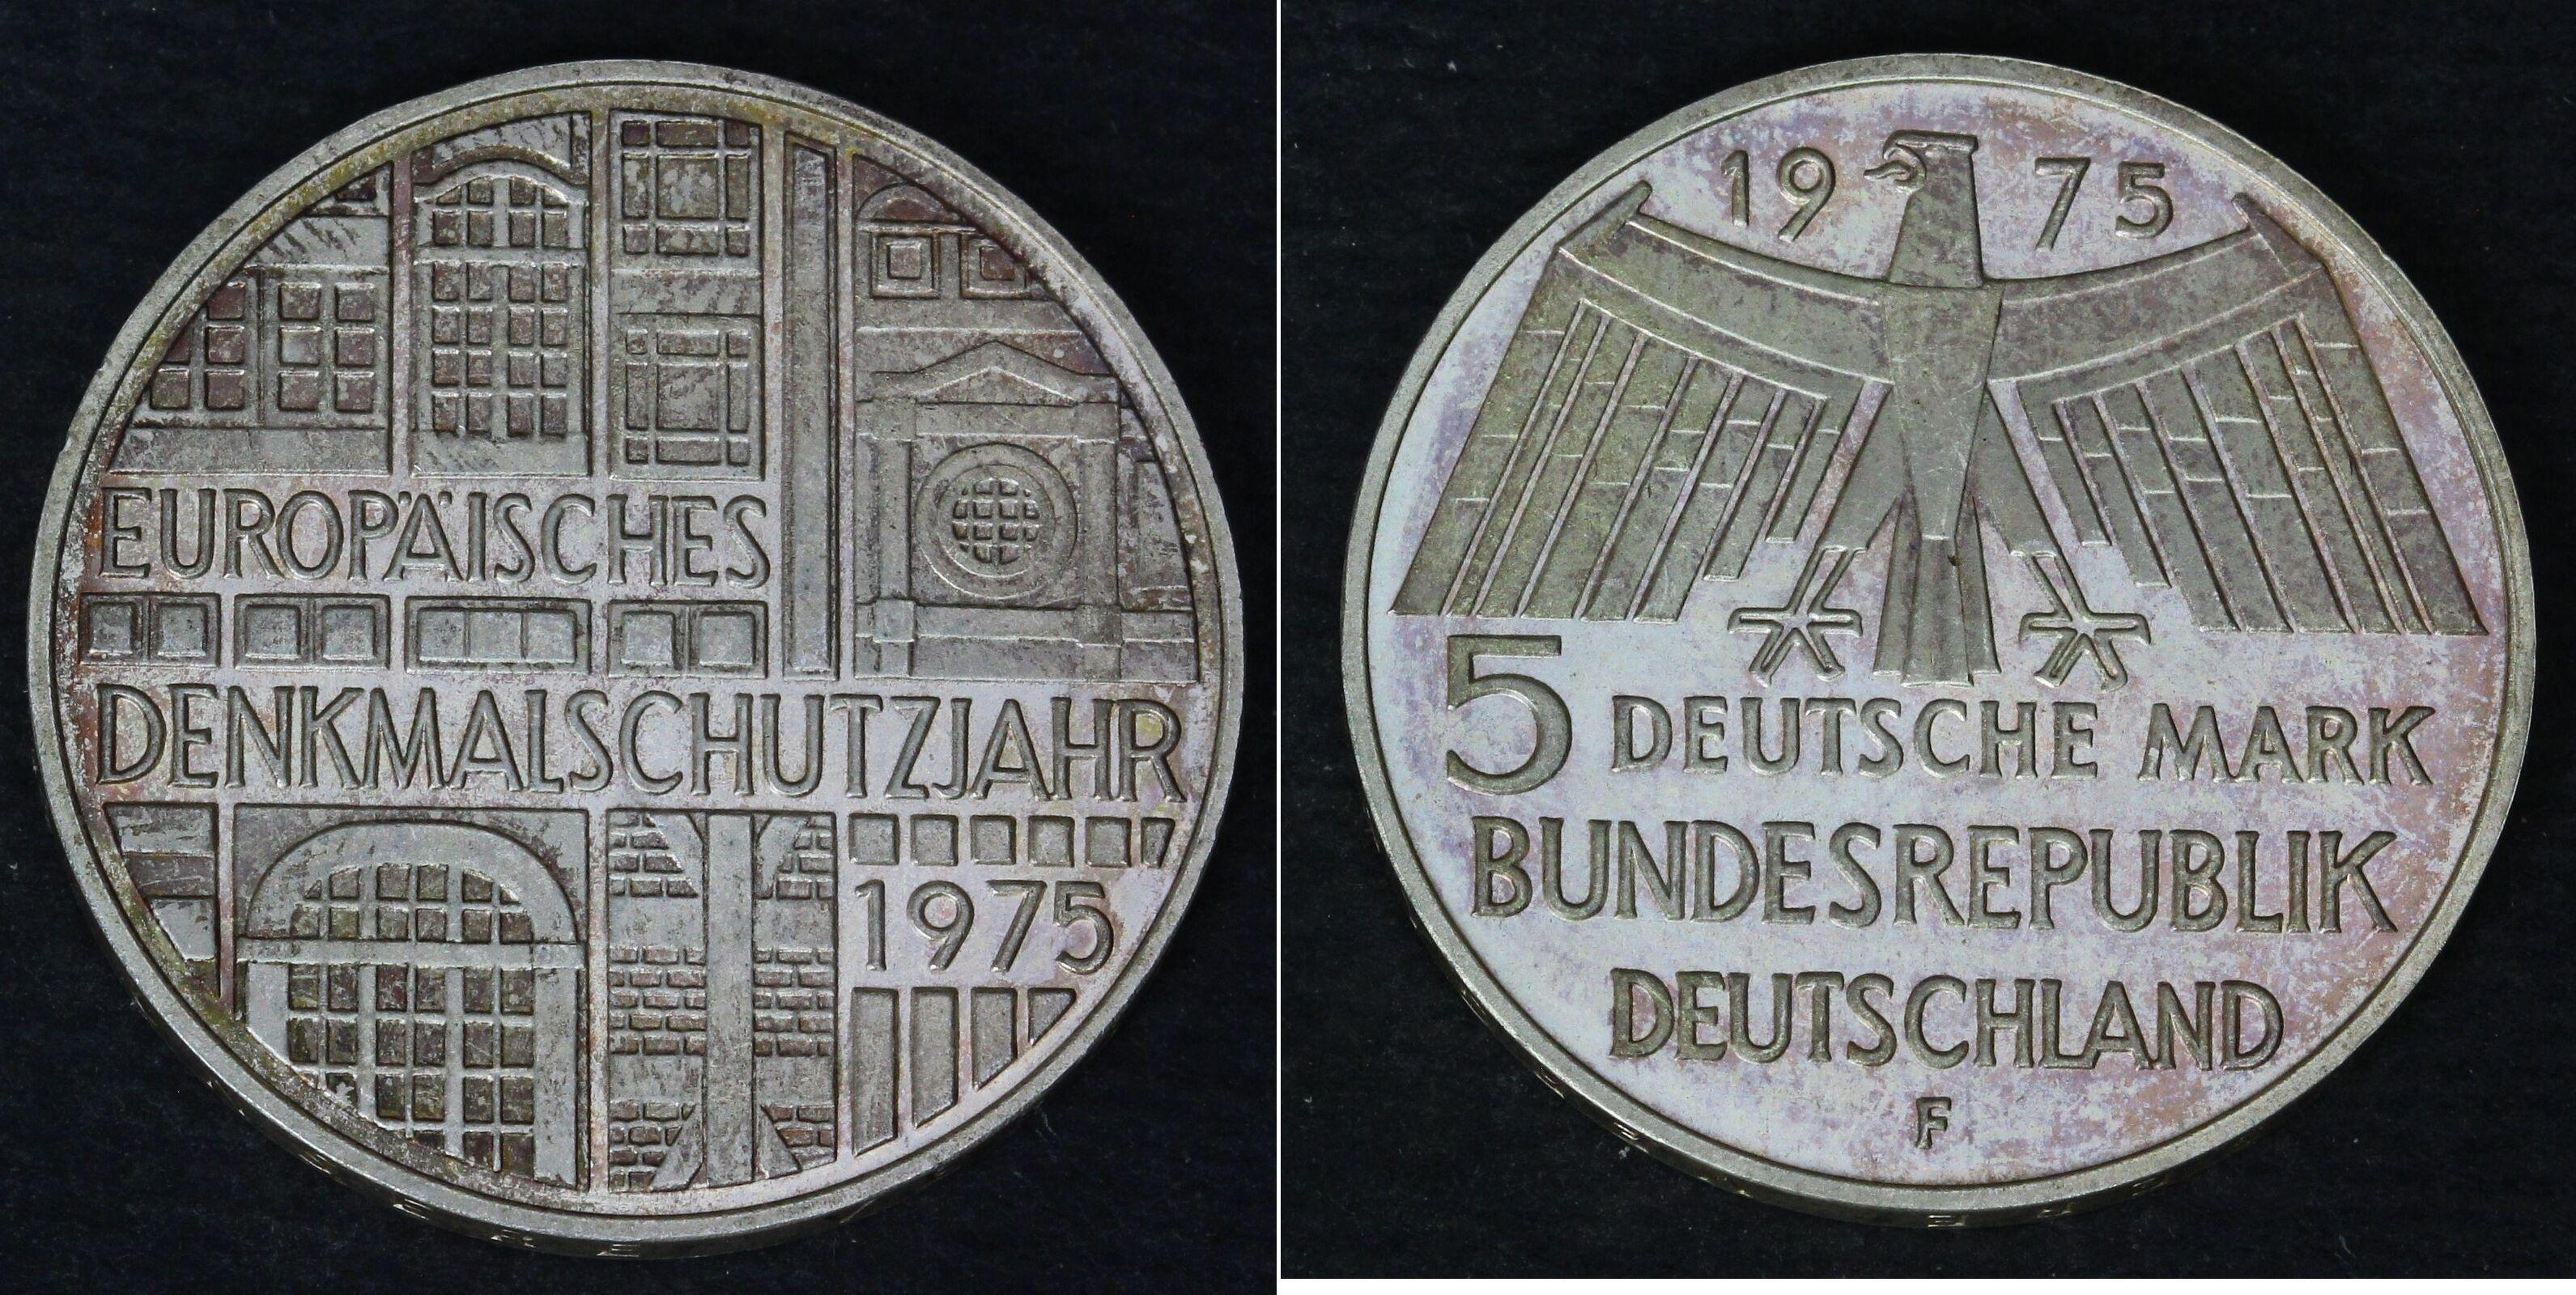 EUROPÄISCHES
DENKMALSCHUTZJAHR
1975
19 75
5 DEUTSCHE MARK
BUNDESREPUBLIK
DEUTSCHLAND
F